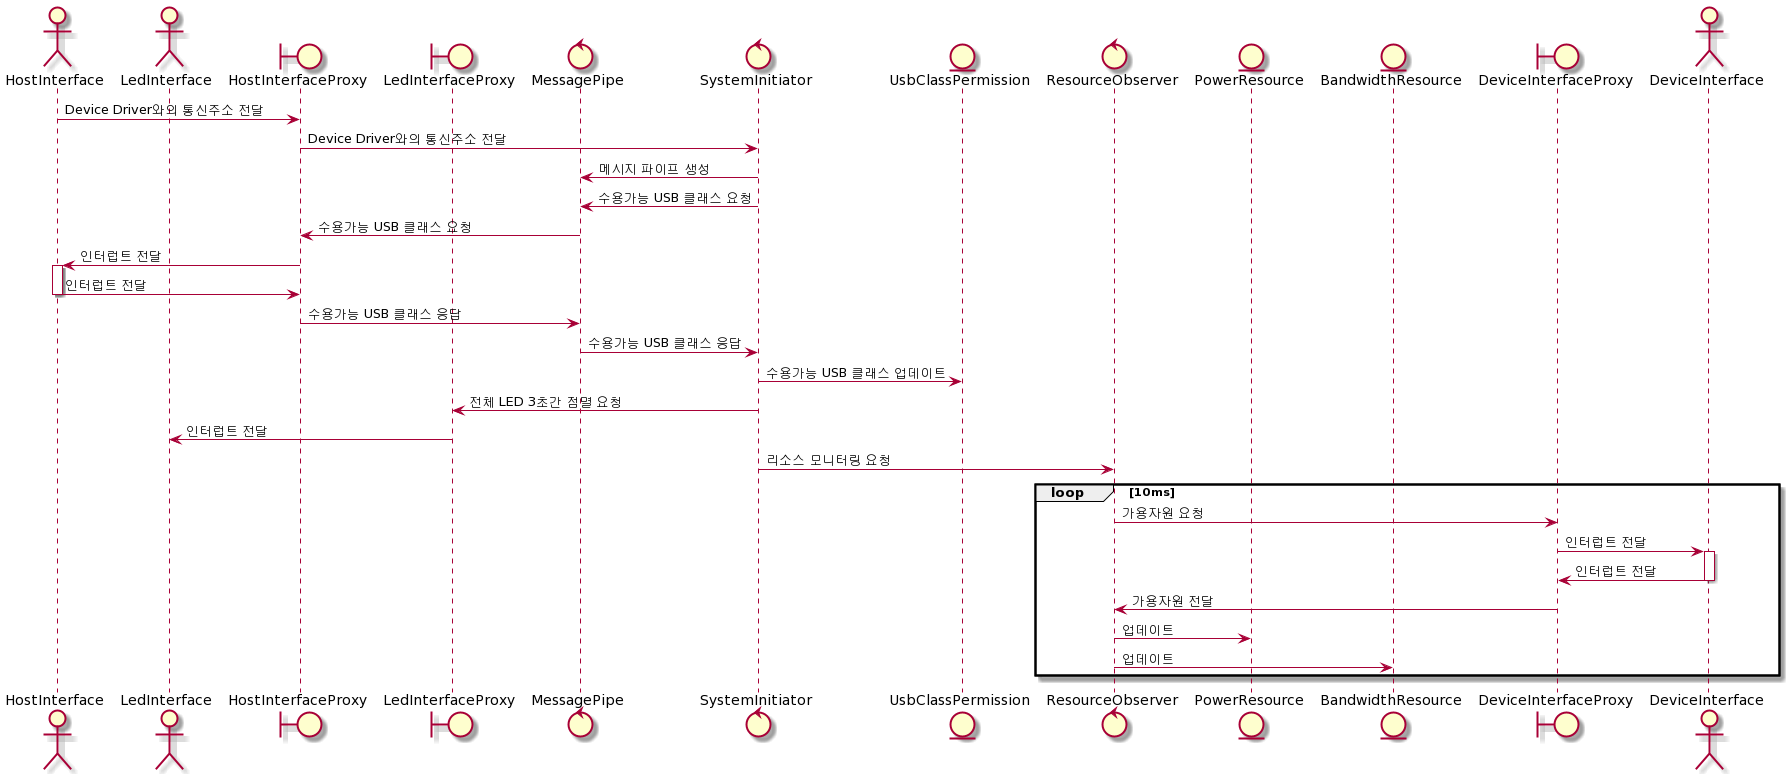 HostInterface
LedInterface
HostInterfaceProxy
LedInterfaceProxy
MessagePipe
SystemInitiator
UsbClassPermission
ResourceObserver
PowerResource
BandwidthResource
DeviceInterfaceProxy
DeviceInterface
Device Driver와의 통신주소 전달
Device Driver와의 통신주소 전달
메시지 파이프 생성
수용가능 USB 클래스 요청
수용가능 USB 클래스 요청
인터럽트 전달
인터럽트 전달
수용가능 USB 클래스 응답
수용가능 USB 클래스 응답
수용가능 USB 클래스 업데이트
전체 LED 3초간 점멸 요청
인터럽트 전달
리소스 모니터링 요청
loop [10ms]
가용자원 요청
인터럽트 전달
인터럽트 전달
가용자원 전달
업데이트
업데이트
HostInterface
LedInterface
HostInterfaceProxy
LedInterfaceProxy
MessagePipe
SystemInitiator
UsbClassPermission
ResourceObserver
PowerResource
BandwidthResource
DeviceInterfaceProxy
DeviceInterface